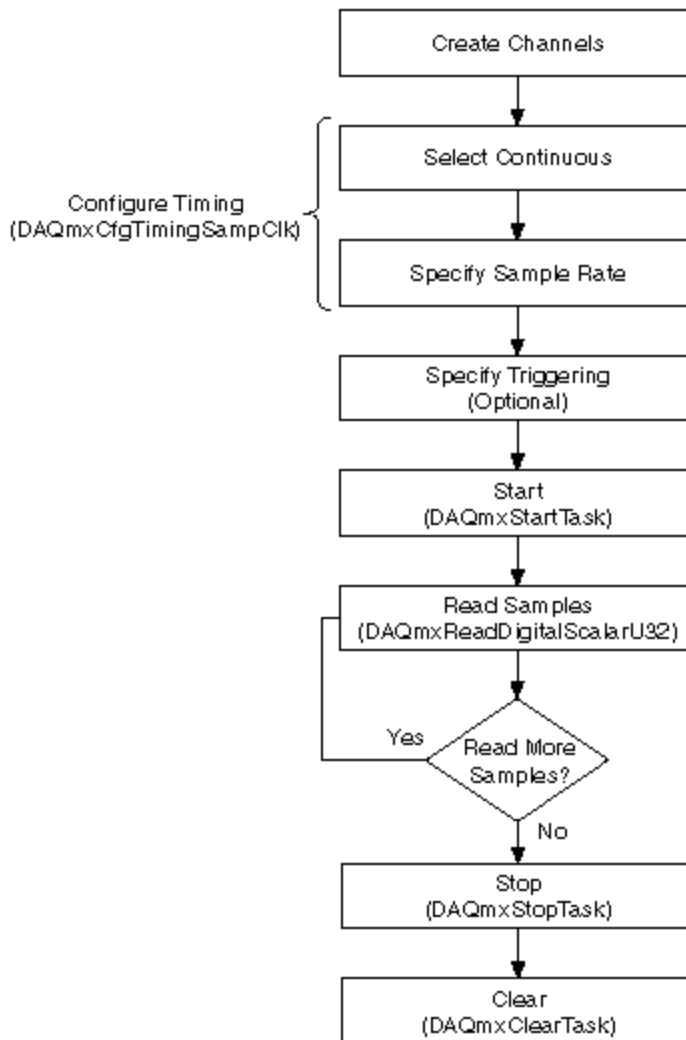 Create Channels
Select Continuous
Configure Timing
(DAQmxCfgTimingSampClk)
Specify Sample Rate
Specify Triggering
(Optional)
Start
(DAQmxStartTask)
Read Samples
(DAQmxReadDigitalScalarU32)
Yes
Read More
Samples?
No
Stop
(DAQmxStopTask)
Clear
(DAQmxClearTask)